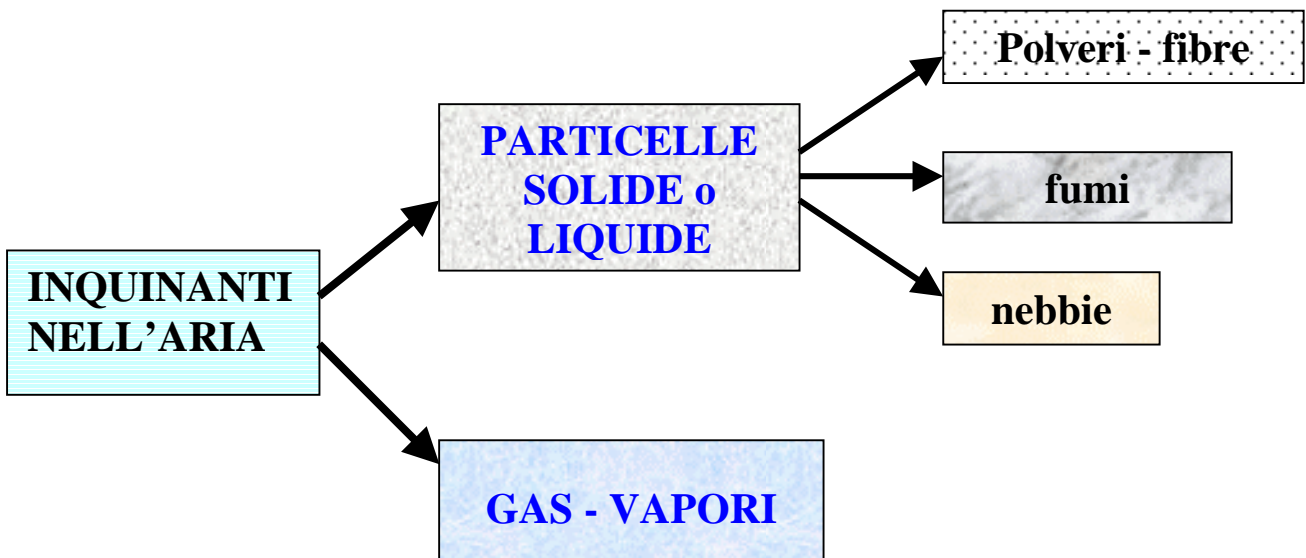 INQUINANTI
NELL’ARIA
PARTICELLE
SOLIDE o
LIQUIDE
GAS - VAPORI
Polveri - fibre
fumi
nebbie